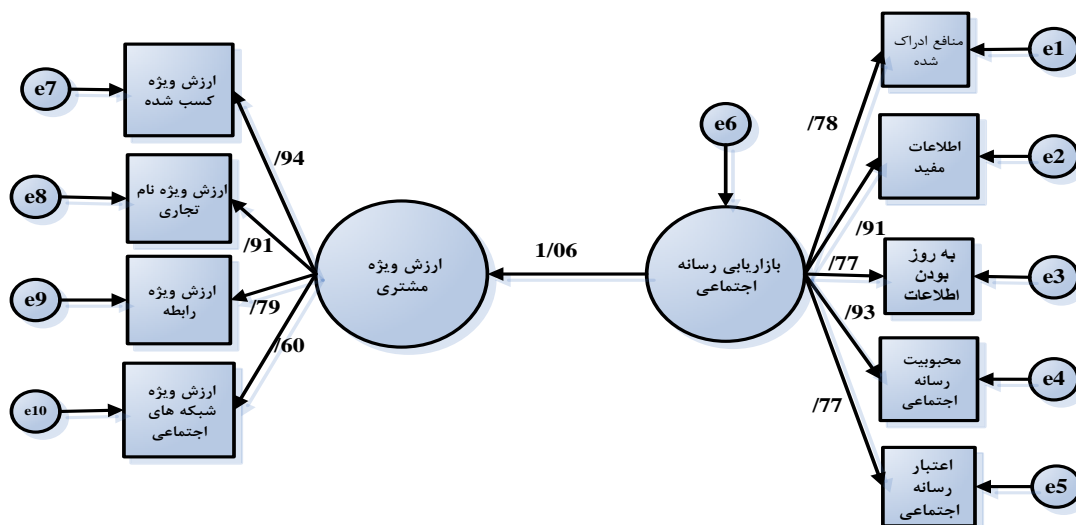 منافع ادراک
شده
e1
/78
اطلاعات
مفید
e2
/91
به روز
بودن
اطلاعات
e3
/77
محبوبیت
رسانه
اجتماعی
e4
/93
اعتبار
رسانه
اجتماعی
e5
/77
e6
بازاریابی رسانه
اجتماعی
1/06
ارزش ویژه
مشتری
/94
ارزش ویژه
کسب شده
e7
/91
ارزش ویژه نام
تجاری
e8
/79
ارزش ویژه
رابطه
e9
/60
ارزش ویژه
شبکه های
اجتماعی
e10